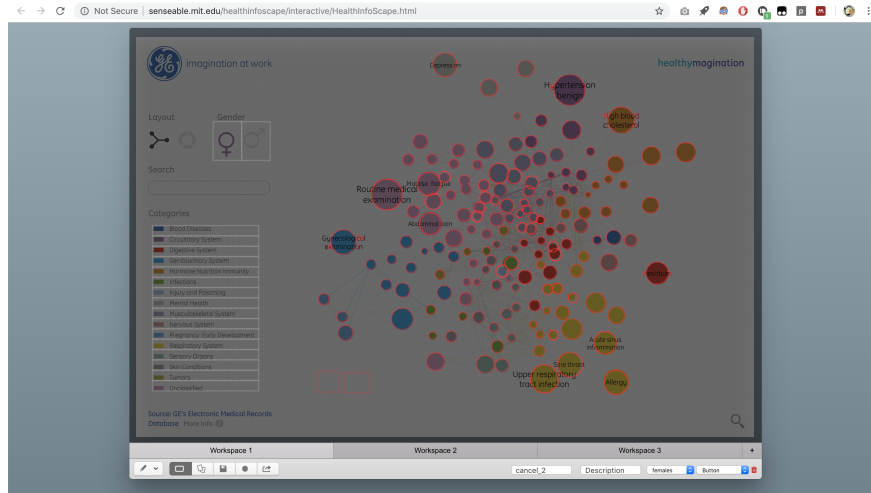 Not Secure | senseable.mit.edu/healthinfoscape/interactive/HealthInfoScape.html
imagination at work
healthymagination
Depression
Hypertension
benign
High blood
cholesterol
Layout
Gender
Search
Routine medical
examination
Malaise fatigue
Abdominal pain
Gynecological
examination
Categories
Blood Diseases
Circulatory System
Digestive System
Genitourinary System
Hormone Nutrition Immunity
Infections
Injury and Poisoning
Mental Health
Musculoskeletal System
Nervous System
Pregnancy Early Development
Respiratory System
Sensory Organs
Skin Conditions
Tumors
Unclassified
Acute sinus
inflammation
Sore throat
Upper respiratory
tract infection
Allergy
Source: GE's Electronic Medical Records
Database More Info
Workspace 1
Workspace 2
Workspace 3
+
cancel_2
Description
females
Button